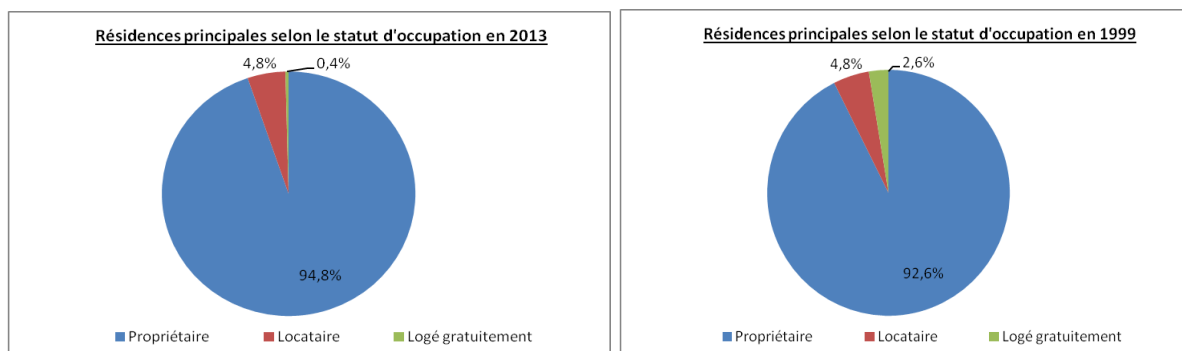 Résidences principales selon le statut d'occupation en 2013
4,8%
0,4%
94,8%
Propriétaire
Locataire
Logé gratuitement
Résidences principales selon le statut d'occupation en 1999
4,8%
2,6%
92,6%
Propriétaire
Locataire
Logé gratuitement